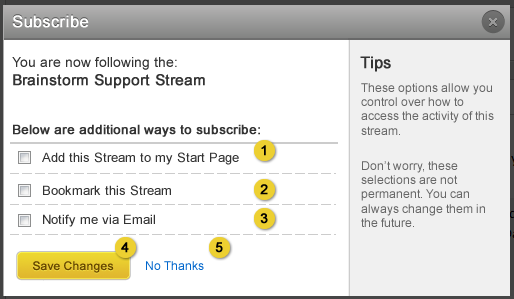 Subscribe
You are now following the:
Brainstorm Support Stream
Below are additional ways to subscribe:
Add this Stream to my Start Page 1
Bookmark this Stream 2
Notify me via Email 3
4 5
Save Changes No Thanks
Tips
These options allow you
control over how to
access the activity of this
stream.
Don't worry, these
selections are not
permanent. You can
always change them in
the future.